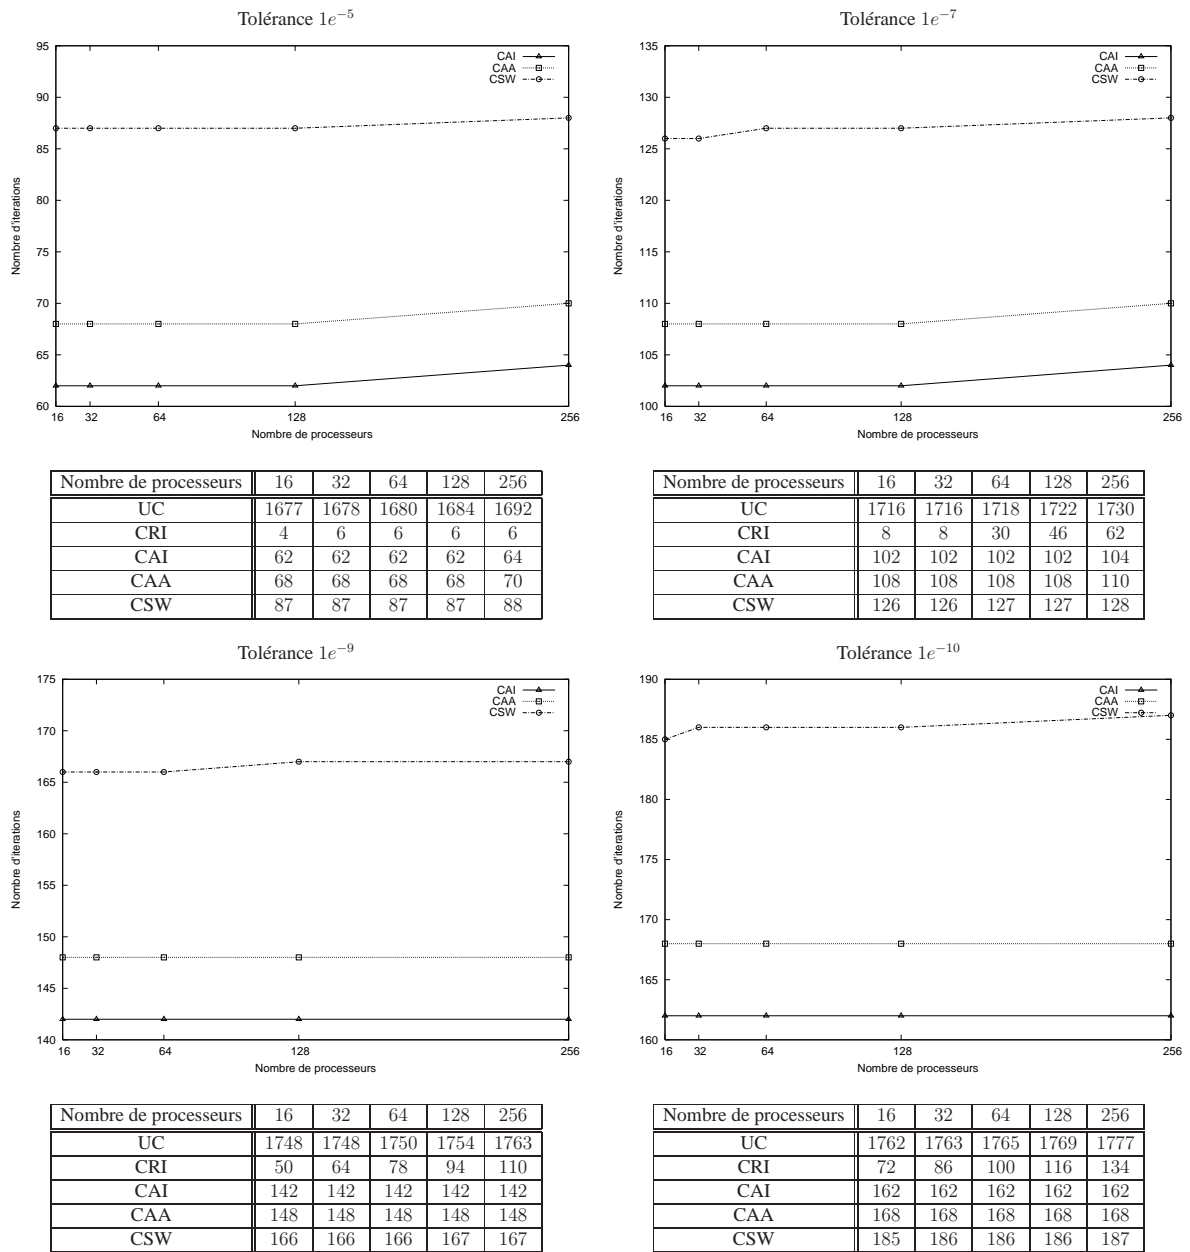 Tolérance 1e⁻⁵
95
90
85
80
75
70
65
60
Nombre d'iterations
CAI
CAA
CSW
16 32 64 128 256
Nombre de processeurs
Nombre de processeurs 16 32 64 128 256
UC 1677 1678 1680 1684 1692
CRI 4 6 6 6 6
CAI 62 62 62 62 64
CAA 68 68 68 68 70
CSW 87 87 87 87 88
Tolérance 1e⁻⁷
135
130
125
120
115
110
105
100
Nombre d'iterations
CAI
CAA
CSW
16 32 64 128 256
Nombre de processeurs
Nombre de processeurs 16 32 64 128 256
UC 1716 1716 1718 1722 1730
CRI 8 8 30 46 62
CAI 102 102 102 102 104
CAA 108 108 108 108 110
CSW 126 126 127 127 128
Tolérance 1e⁻⁹
175
170
165
160
155
150
145
140
Nombre d'iterations
CAI
CAA
CSW
16 32 64 128 256
Nombre de processeurs
Nombre de processeurs 16 32 64 128 256
UC 1748 1748 1750 1754 1763
CRI 50 64 78 94 110
CAI 142 142 142 142 142
CAA 148 148 148 148 148
CSW 166 166 166 167 167
Tolérance 1e⁻¹⁰
190
185
180
175
170
165
160
Nombre d'iterations
CAI
CAA
CSW
16 32 64 128 256
Nombre de processeurs
Nombre de processeurs 16 32 64 128 256
UC 1762 1763 1765 1769 1777
CRI 72 86 100 116 134
CAI 162 162 162 162 162
CAA 168 168 168 168 168
CSW 185 186 186 186 187